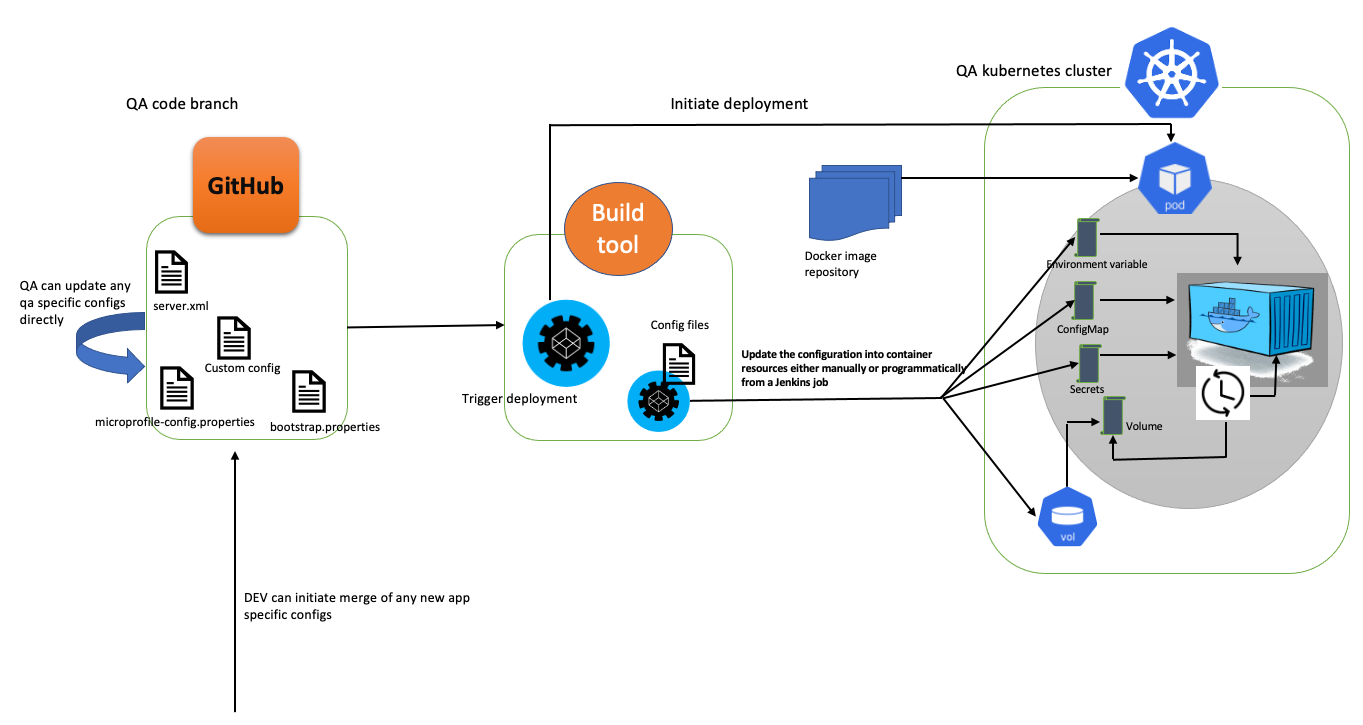 QA kubernetes cluster
QA code branch
Initiate deployment
GitHub
Build
tool
pod
Docker image
repository
Environment variable
QA can update any
qa specific configs
directly
server.xml
Custom config
microprofile-config.properties
bootstrap.properties
Config files
Trigger deployment
Update the configuration into container
resources either manually or programmatically
from a Jenkins job
ConfigMap
Secrets
Volume
vol
DEV can initiate merge of any new app
specific configs